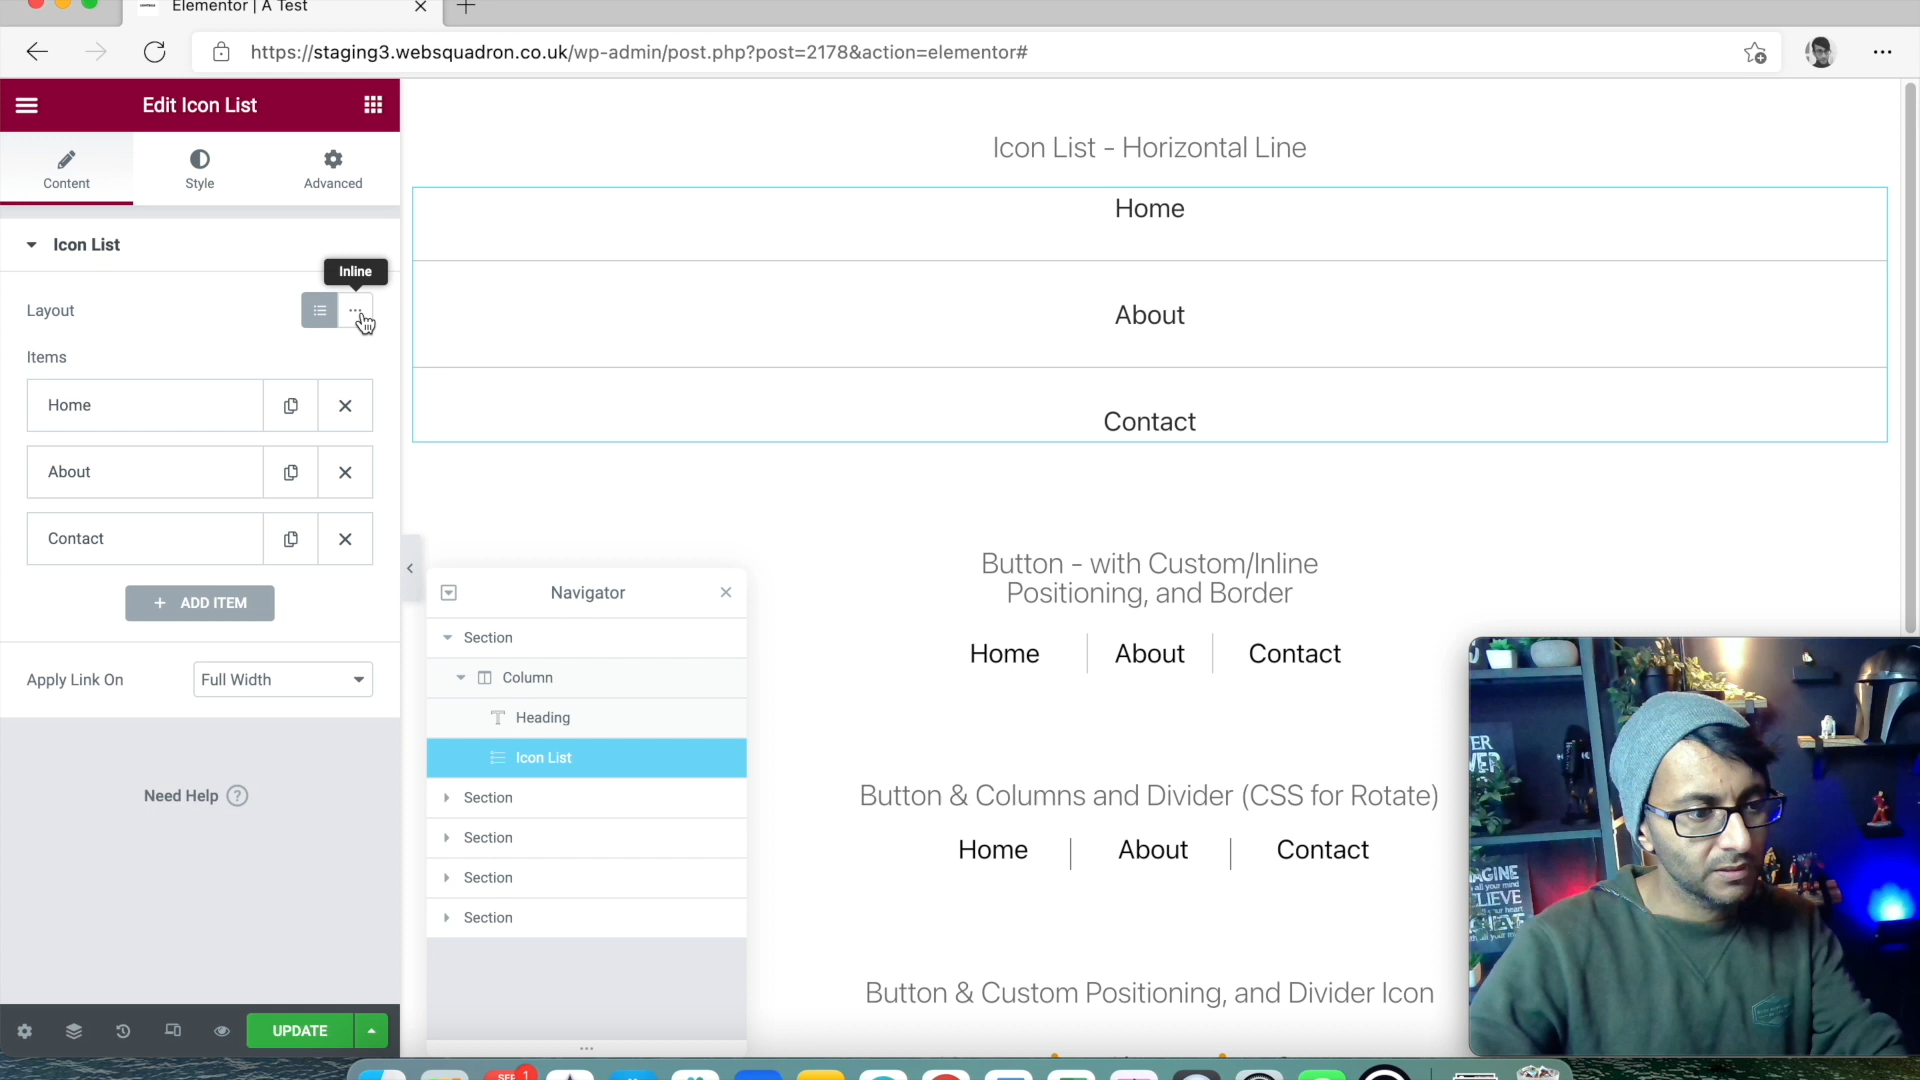 Elementor | A Test
https://staging3.websquadron.co.uk/wp-admin/post.php?post=2178&action=elementor#
Edit Icon List
Content
Style
Advanced
Icon List
Inline
Layout
Items
Home
About
Contact
+ ADD ITEM
Apply Link On
Full Width
Need Help ?
UPDATE
Icon List - Horizontal Line
Home
About
Contact
Button - with Custom/Inline
Positioning, and Border
Home
About
Contact
Button & Columns and Divider (CSS for Rotate)
Home
About
Contact
Button & Custom Positioning, and Divider Icon
Navigator
Section
Column
Heading
Icon List
Section
Section
Section
Section
SEP
1